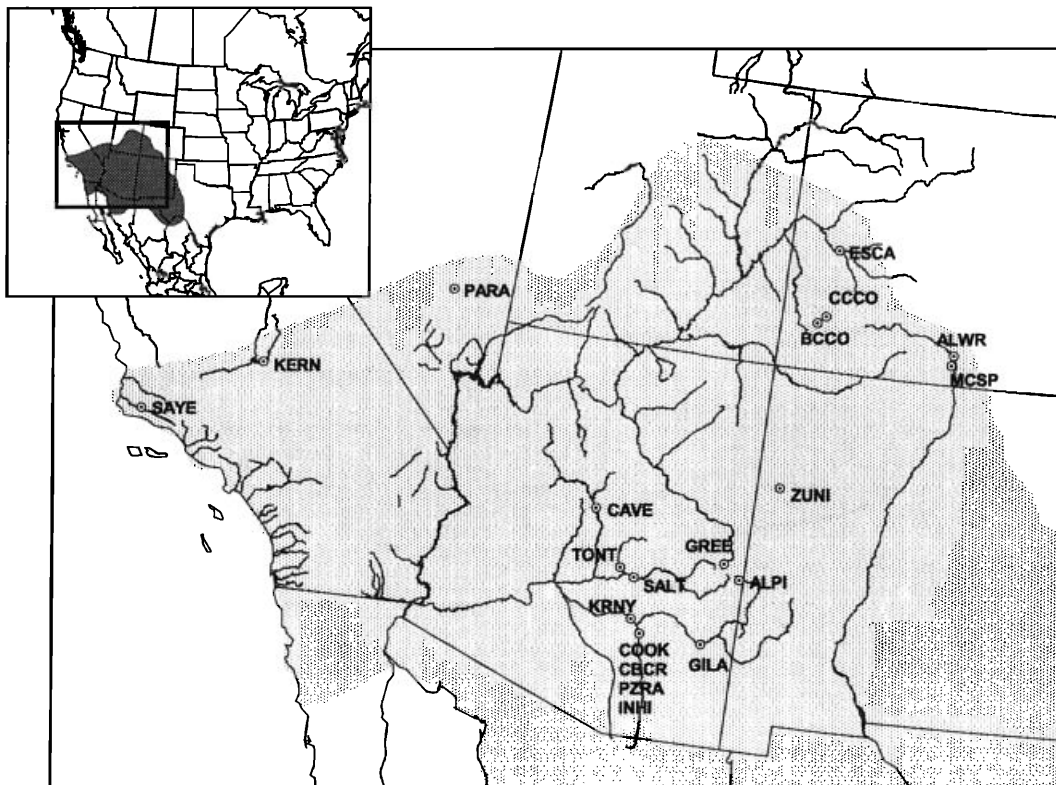 ESCA
PARA
CCCO
BCCO
ALWR
KERN
MCSP
SAYE
ZUNI
CAVE
TONT
GREE
SALT
ALPI
KRNY
COOK
CBCR
PZRA
INHI
GILA